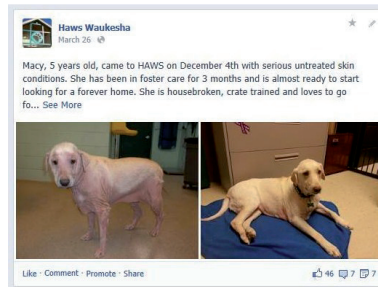 Haws Waukesha
March 26
Macy, 5 years old, came to HAWS on December 4th with serious untreated skin
conditions. She has been in foster care for 3 months and is almost ready to start
looking for a forever home. She is housebroken, crate trained and loves to go
fo... See More
Like · Comment · Promote · Share 46 7 7